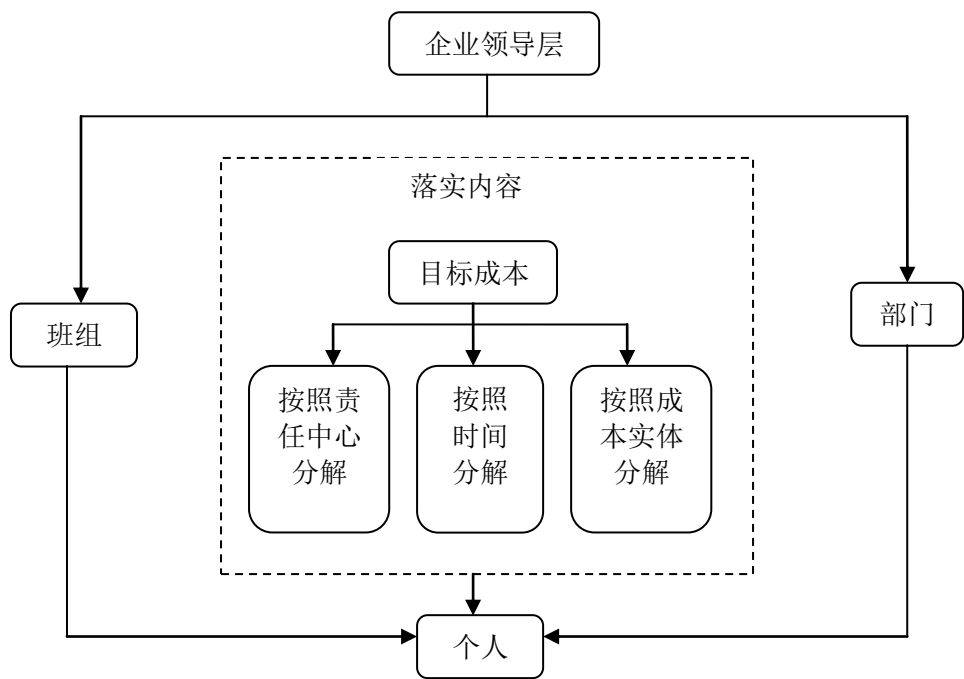 企业领导层
落实内容
目标成本
班组
部门
按照责
任中心
分解
按照
时间
分解
按照成
本实体
分解
个人